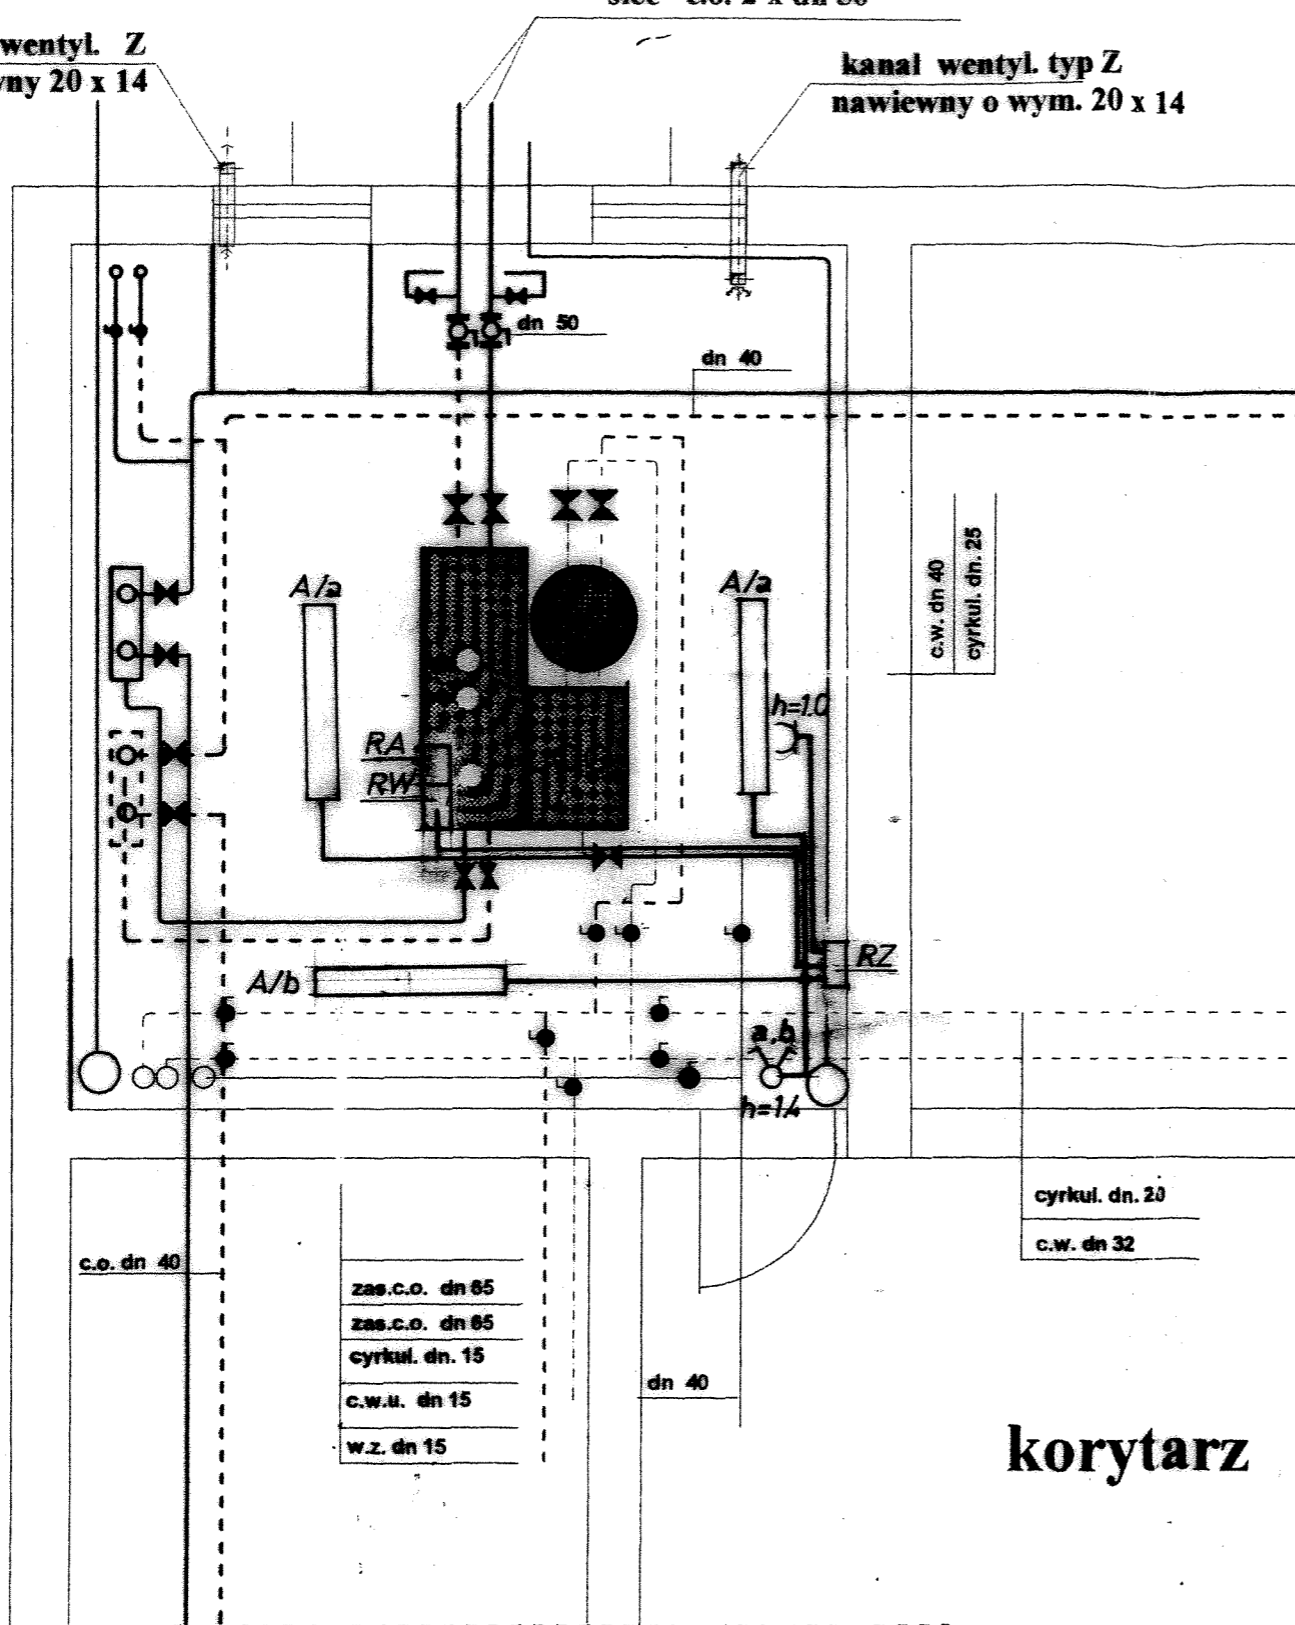 wentyl. Z
wny 20 x 14
kanal wentyl. typ Z
nawiewny o wym. 20 x 14
dn 50
dn 40
c.w. dn 40
cyrkul. dn. 25
A/a
A/a
h=1.0
RA
RW
RZ
A/b
a,b
h=1.4
cyrkul. dn. 20
c.w. dn 32
c.o. dn 40
zas.c.o. dn 65
zas.c.o. dn 65
cyrkul. dn. 15
c.w.u. dn 15
w.z. dn 15
dn 40
korytarz